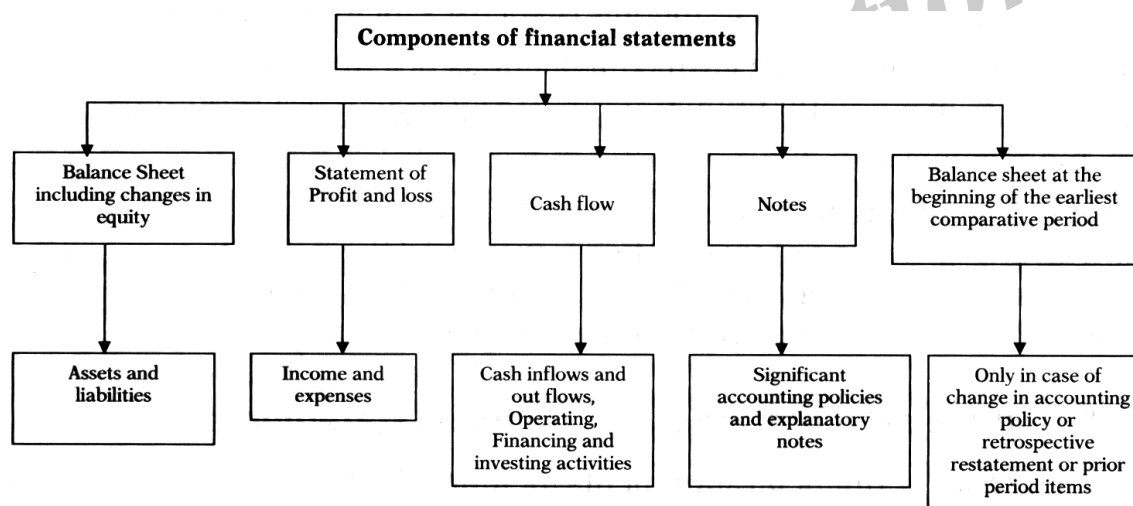 Components of financial statements
Balance Sheet
including changes in
equity
Statement of
Profit and loss
Cash flow
Notes
Balance sheet at the
beginning of the earliest
comparative period
Assets and
liabilities
Income and
expenses
Cash inflows and
out flows,
Operating,
Financing and
investing activities
Significant
accounting policies
and explanatory
notes
Only in case of
change in accounting
policy or
retrospective
restatement or prior
period items